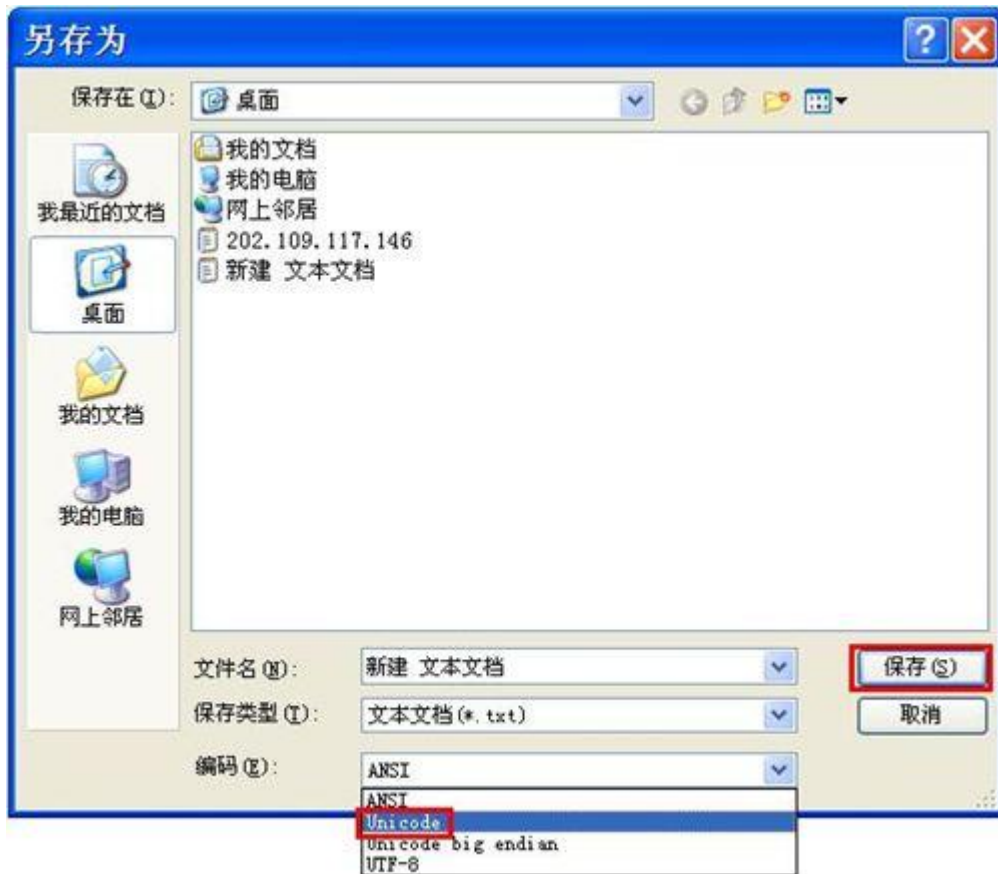 另存为
保存在(I):
桌面
我最近的文档
桌面
我的文档
我的电脑
网上邻居
我的文档
我的电脑
网上邻居
202.109.117.146
新建 文本文档
文件名(N):
新建 文本文档
保存(S)
保存类型(T):
文本文档(*.txt)
取消
编码(E):
ANSI
ANSI
Unicode
Unicode big endian
UTF-8